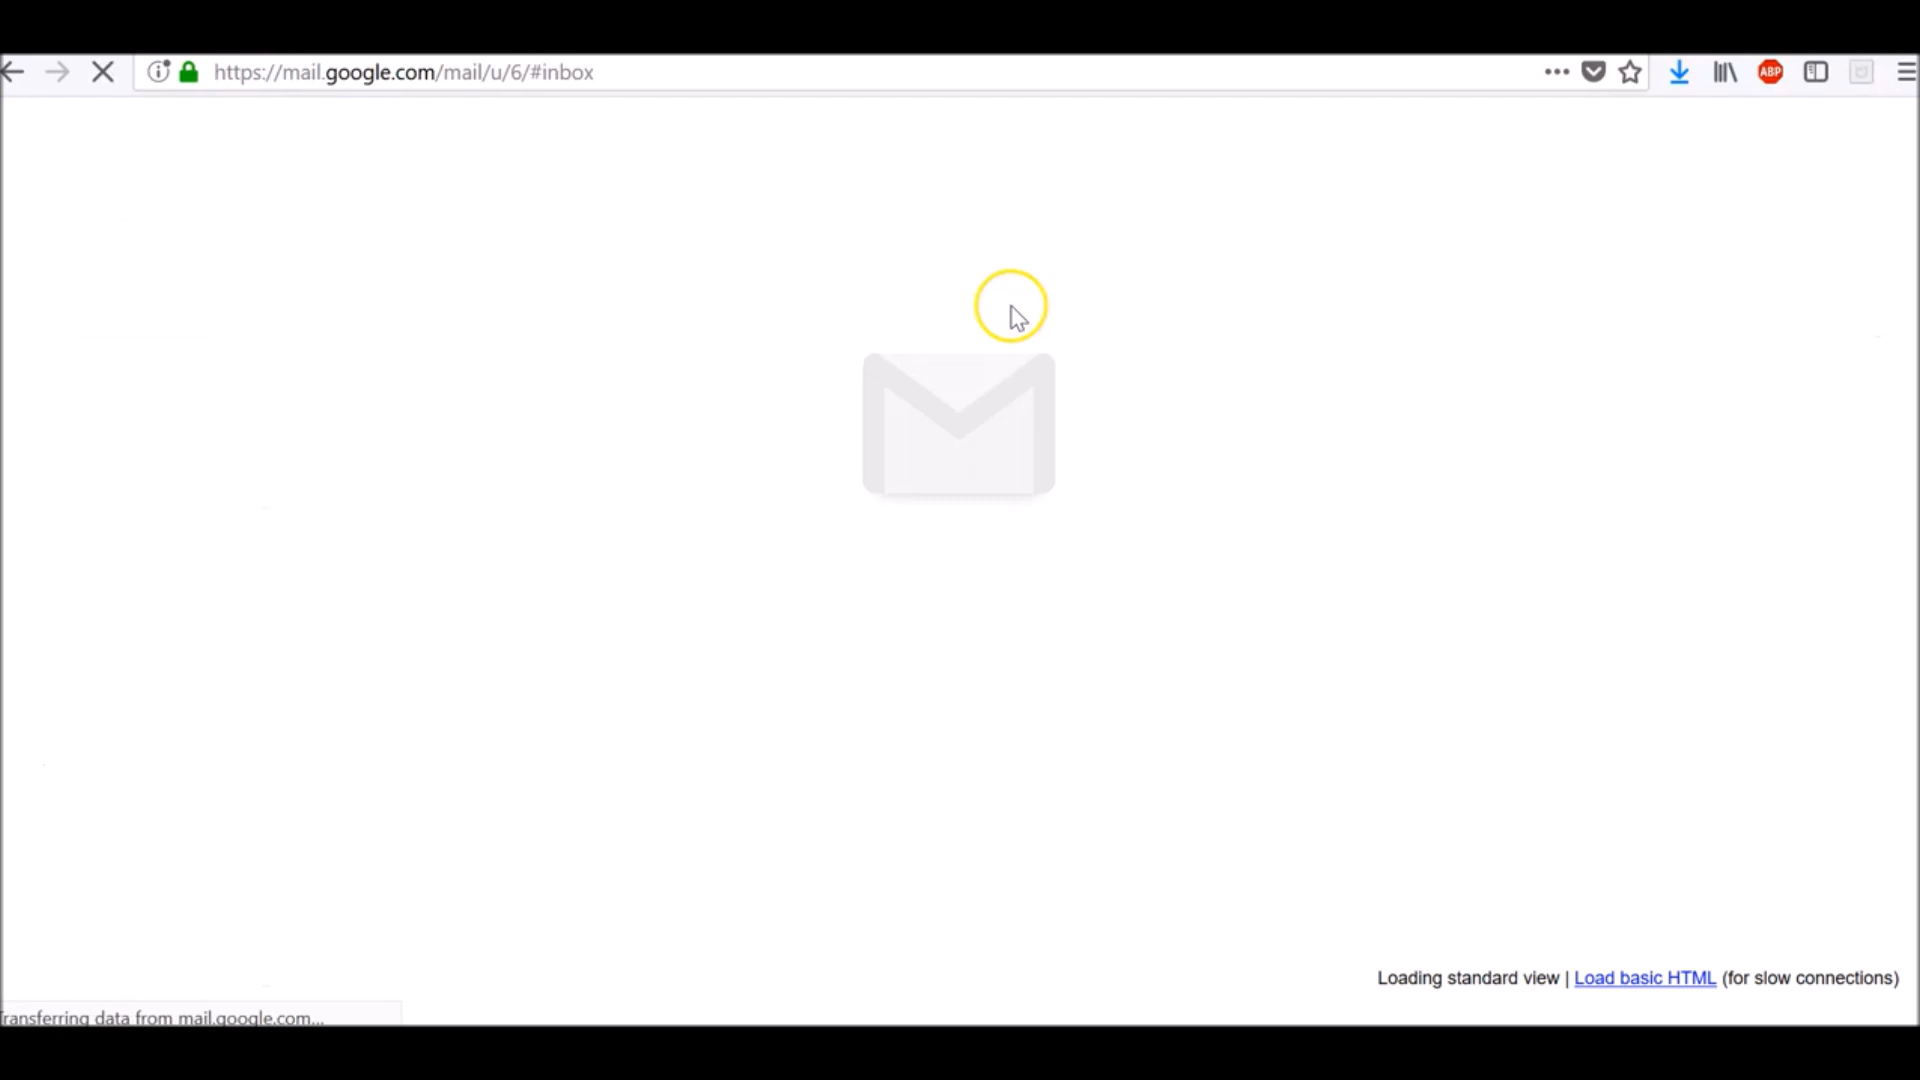 https://mail.google.com/mail/u/6/#inbox
ABP
Loading standard view | Load basic HTML (for slow connections)
Transferring data from mail.google.com...